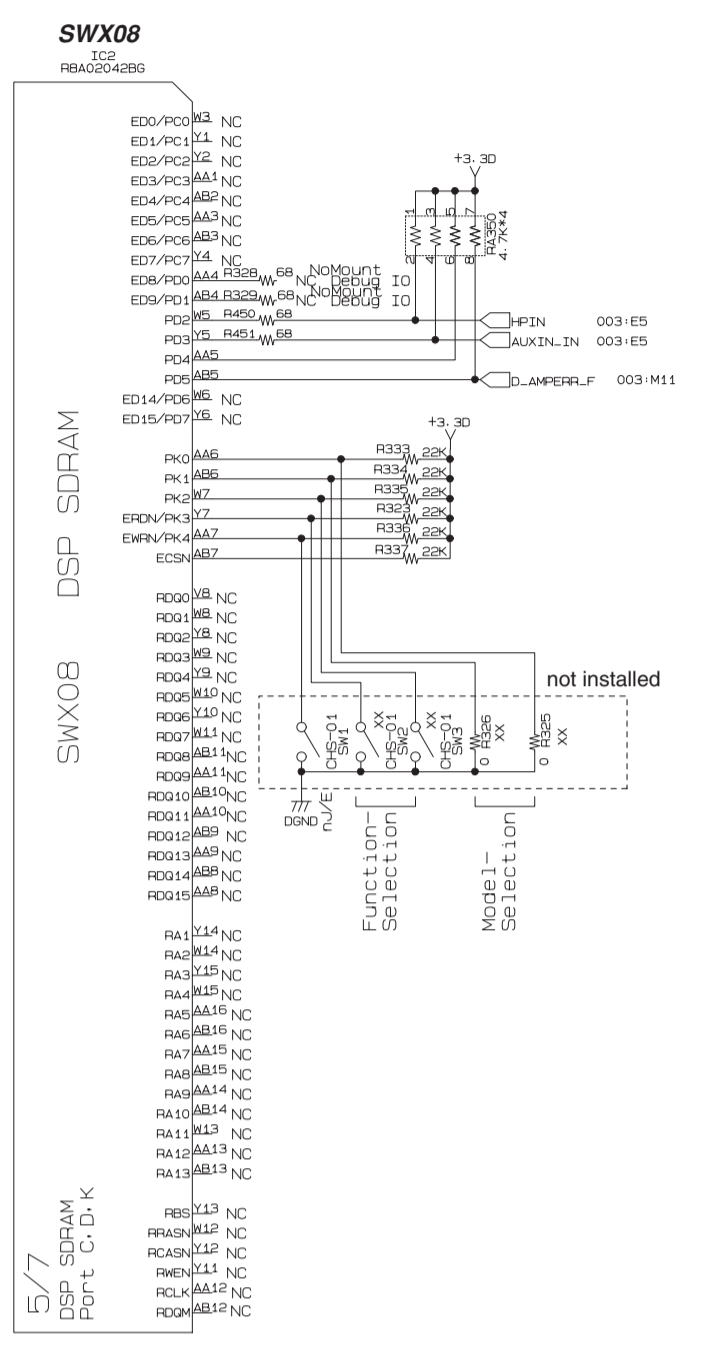 SWX08
IC2
R8A02042BG
ED0/PC0 W3 NC
ED1/PC1 Y1 NC
ED2/PC2 Y2 NC
ED3/PC3 AA1 NC
ED4/PC4 AB2 NC
ED5/PC5 AA3 NC
ED6/PC6 AB3 NC
ED7/PC7 Y4 NC
ED8/PD0 AA4 R328 68 NoMount NC Debug IO
ED9/PD1 AB4 R329 68 NoMount NC Debug IO
PD2 W5 R450 68 HPIN 003:E5
PD3 Y5 R451 68 AUXIN_IN 003:E5
PD4 AA5
PD5 AB5 D_AMPERR_F 003:M11
ED14/PD6 W6 NC
ED15/PD7 Y6 NC
+3.3D
1 3 5 7
2 4 6 8
RA350
4.7K*4
+3.3D
PK0 AA6 R333 22K
PK1 AB6 R334 22K
PK2 W7 R335 22K
ERDN/PK3 Y7 R323 22K
EWRN/PK4 AA7 R336 22K
ECSN AB7 R337 22K
RDQ0 V8 NC
RDQ1 W8 NC
RDQ2 Y8 NC
RDQ3 W9 NC
RDQ4 Y9 NC
RDQ5 W10 NC
RDQ6 Y10 NC
RDQ7 W11 NC
RDQ8 AB11 NC
RDQ9 AA11 NC
RDQ10 AB10 NC
RDQ11 AA10 NC
RDQ12 AB9 NC
RDQ13 AA9 NC
RDQ14 AB8 NC
RDQ15 AA8 NC
not installed
CHS-01
SW1
XX
CHS-01
SW2
XX
CHS-01
SW3
0 R326
XX
0 R325
XX
DGND
nJ/E
Function-
Selection
Model-
Selection
RA1 Y14 NC
RA2 W14 NC
RA3 Y15 NC
RA4 W15 NC
RA5 AA16 NC
RA6 AB16 NC
RA7 AA15 NC
RA8 AB15 NC
RA9 AA14 NC
RA10 AB14 NC
RA11 W13 NC
RA12 AA13 NC
RA13 AB13 NC
RBS Y13 NC
RRASN W12 NC
RCASN Y12 NC
RWEN Y11 NC
RCLK AA12 NC
RDQM AB12 NC
SWX08 DSP SDRAM
5/7
DSP SDRAM
Port C,D,K